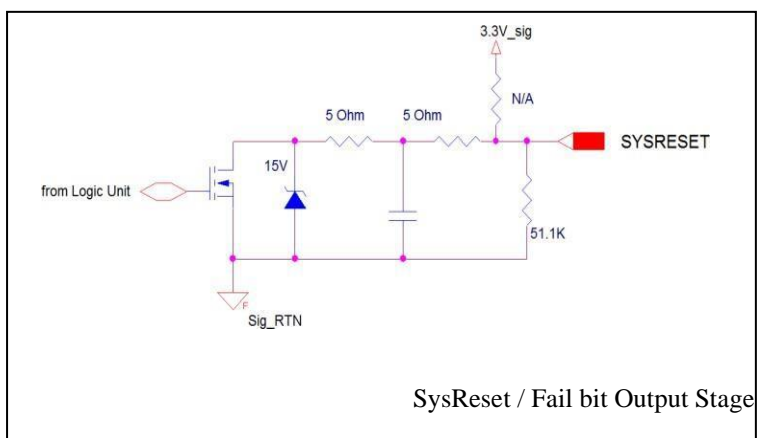 3.3V_sig
N/A
5 Ohm 5 Ohm
SYSRESET
15V
from Logic Unit
51.1K
F
Sig_RTN
SysReset / Fail bit Output Stage